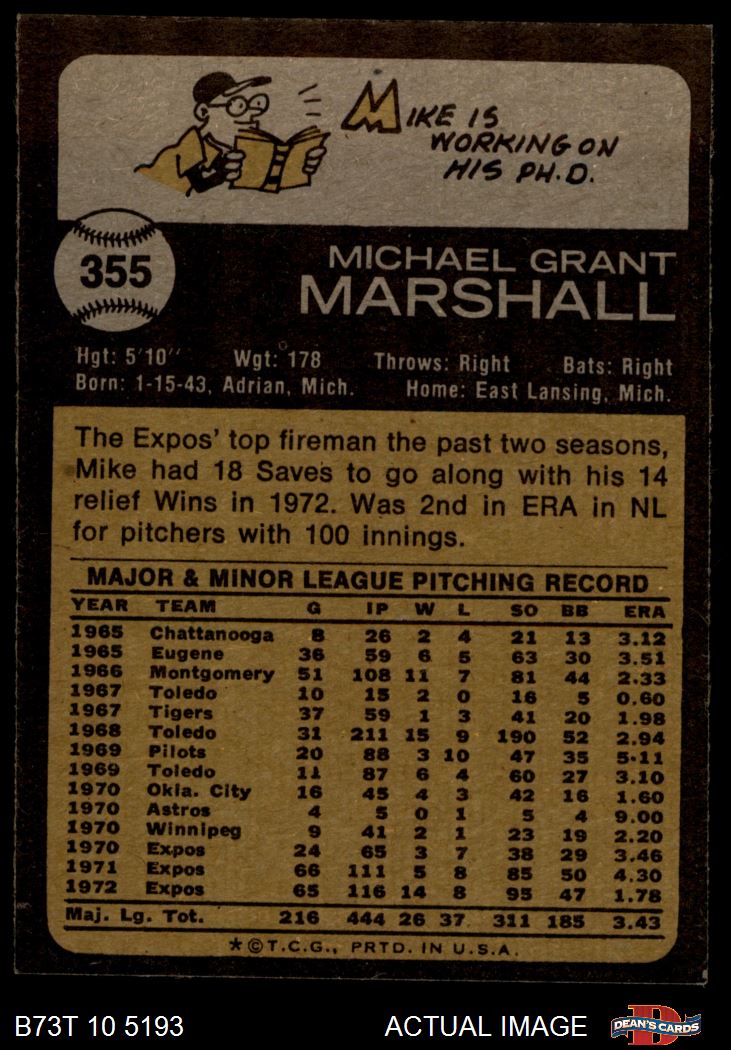 MIKE IS
WORKING ON
HIS PH.D.
355
MICHAEL GRANT
MARSHALL
Hgt: 5'10" Wgt: 178 Throws: Right Bats: Right
Born: 1-15-43, Adrian, Mich. Home: East Lansing, Mich.
The Expos' top fireman the past two seasons,
Mike had 18 Saves to go along with his 14
relief Wins in 1972. Was 2nd in ERA in NL
for pitchers with 100 innings.
MAJOR & MINOR LEAGUE PITCHING RECORD
YEAR TEAM G IP W L SO BB ERA
1965 Chattanooga 8 26 2 4 21 13 3.12
1965 Eugene 36 59 6 5 63 30 3.51
1966 Montgomery 51 108 11 7 81 44 2.33
1967 Toledo 10 15 2 0 16 5 0.60
1967 Tigers 37 59 1 3 41 20 1.98
1968 Toledo 31 211 15 9 190 52 2.94
1969 Pilots 20 88 3 10 47 35 5.11
1969 Toledo 11 87 6 4 60 27 3.10
1970 Okla. City 16 45 4 3 42 16 1.60
1970 Astros 4 5 0 1 5 4 9.00
1970 Winnipeg 9 41 2 1 23 19 2.20
1970 Expos 24 65 3 7 38 29 3.46
1971 Expos 66 111 5 8 85 50 4.30
1972 Expos 65 116 14 8 95 47 1.78
Maj. Lg. Tot. 216 444 26 37 311 185 3.43
*©T.C.G., PRTD. IN U.S.A.
B73T 10 5193 ACTUAL IMAGE DEAN'S CARDS